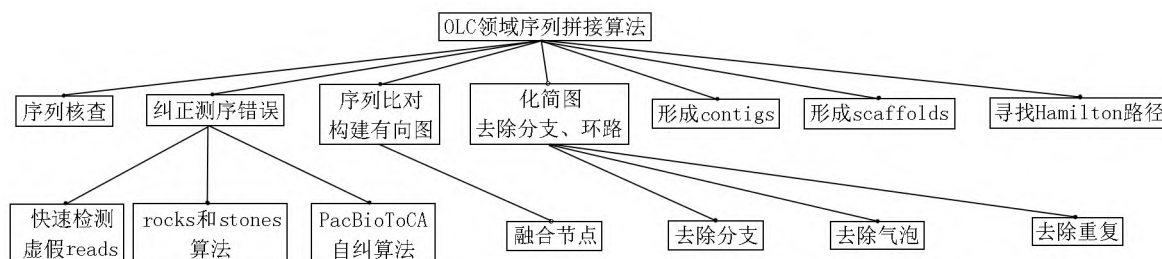 OLC领域序列拼接算法
序列核查
纠正测序错误
序列比对
构建有向图
化简图
去除分支、环路
形成contigs
形成scaffolds
寻找Hamilton路径
快速检测
虚假reads
rocks和stones
算法
PacBioToCA
自纠算法
融合节点
去除分支
去除气泡
去除重复